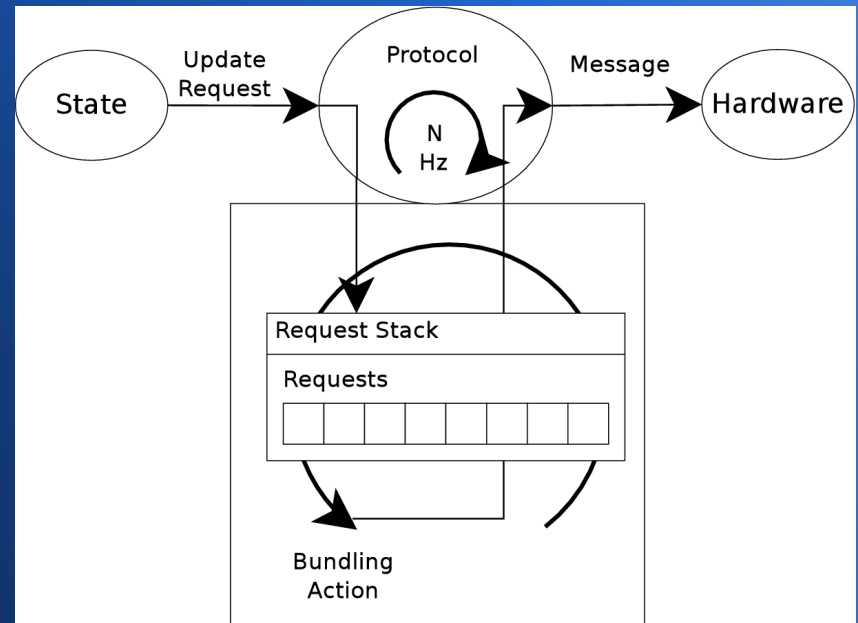 State
Update
Request
Protocol
N
Hz
Message
Hardware
Request Stack
Requests
Bundling
Action